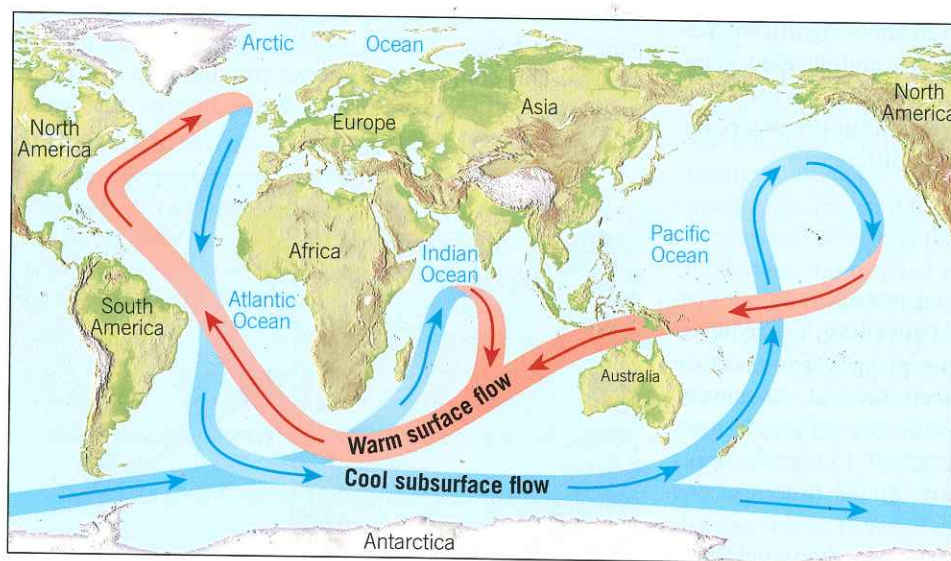 Arctic
Ocean
North
America
Europe
Asia
North
America
Africa
Indian
Ocean
Pacific
Ocean
South
America
Atlantic
Ocean
Australia
Warm surface flow
Cool subsurface flow
Antarctica